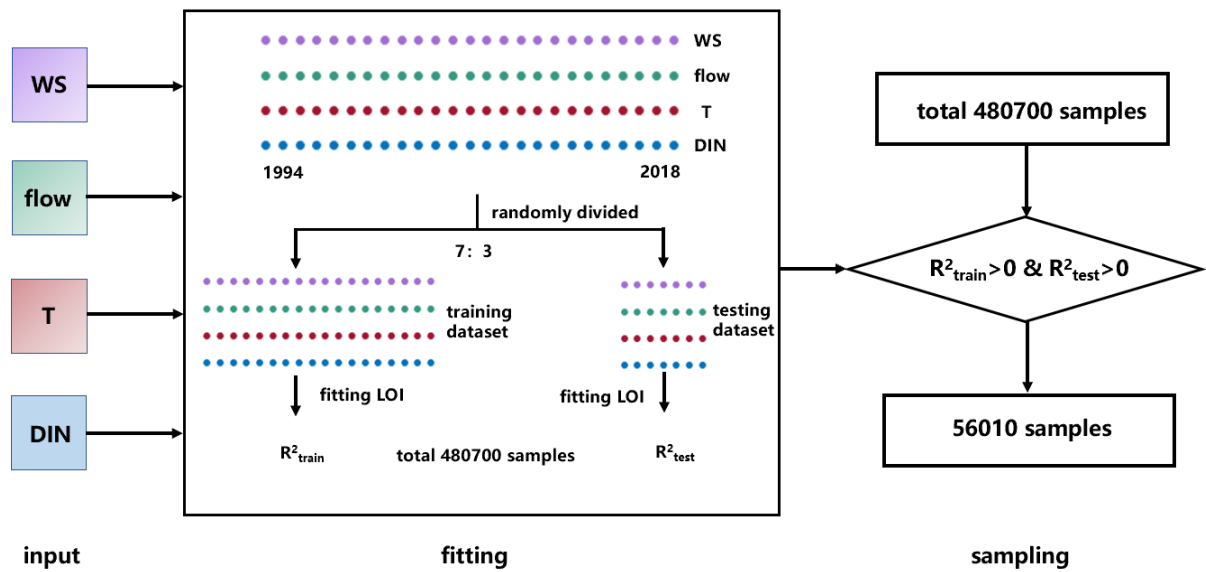 WS
flow
T
DIN
input
WS
flow
T
DIN
1994 2018
randomly divided
7: 3
training
dataset
testing
dataset
fitting LOI
fitting LOI
R²train
total 480700 samples
R²test
fitting
total 480700 samples
R²train>0 & R²test>0
56010 samples
sampling